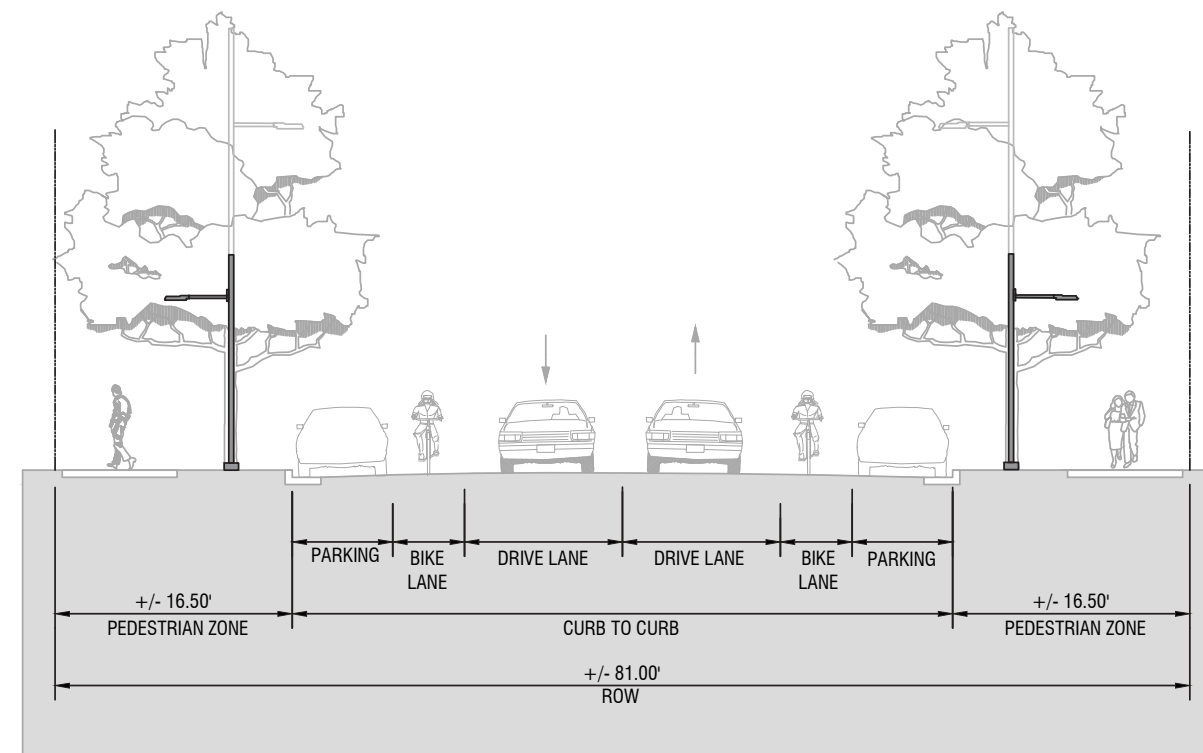 PARKING
BIKE
LANE
DRIVE LANE
DRIVE LANE
BIKE
LANE
PARKING
+/- 16.50'
PEDESTRIAN ZONE
CURB TO CURB
+/- 16.50'
PEDESTRIAN ZONE
+/- 81.00'
ROW